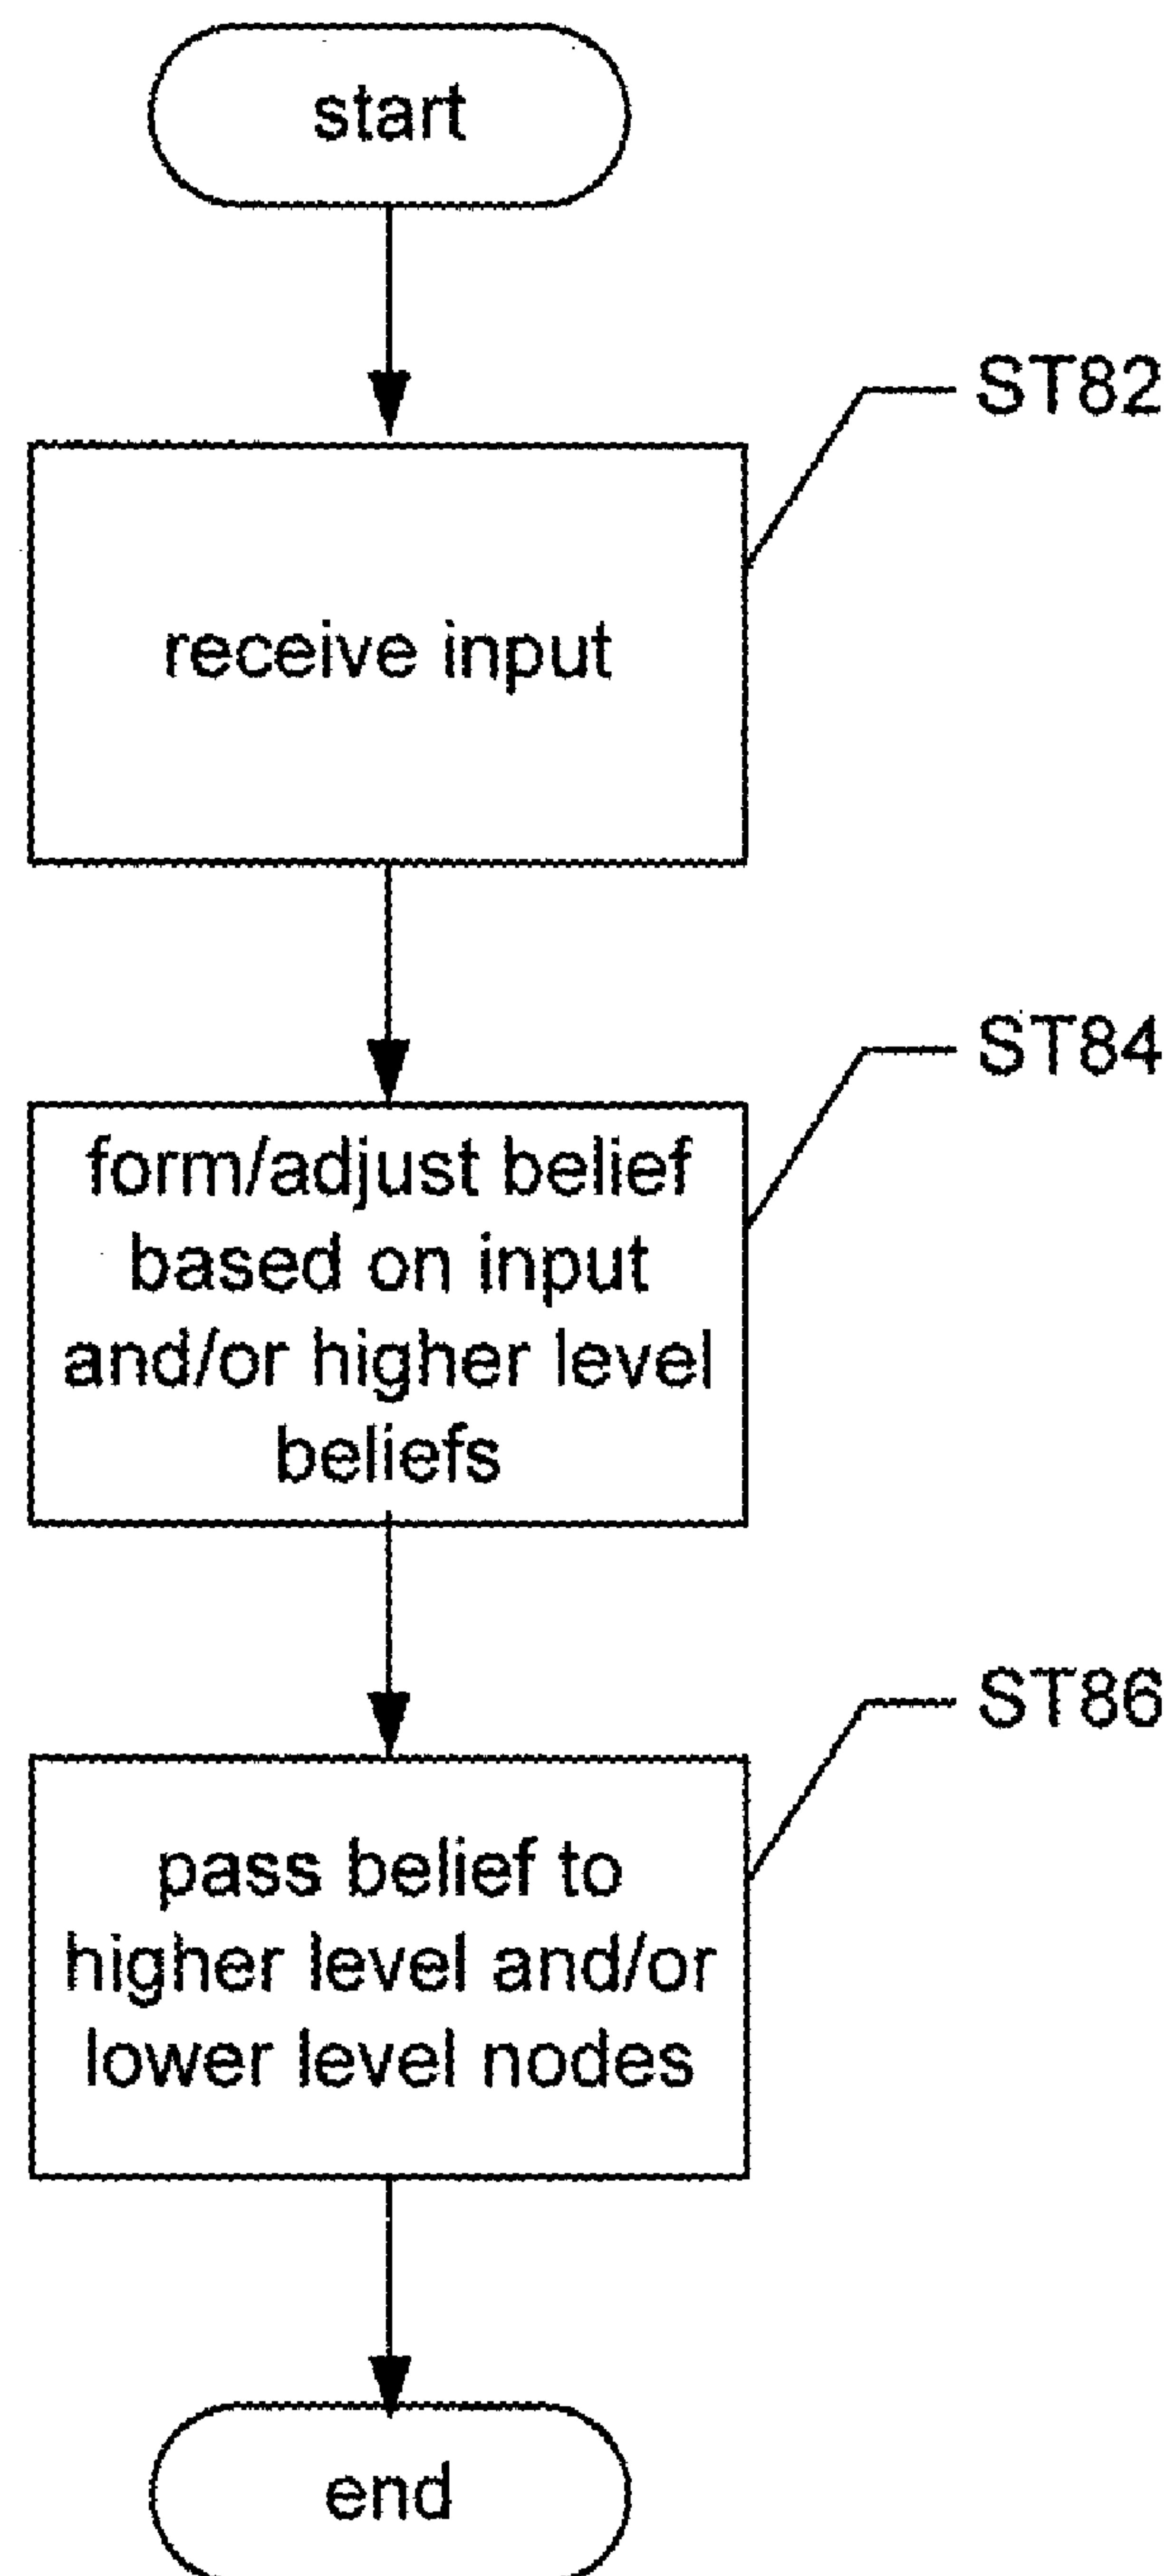 start
ST82
receive input
ST84
form/adjust belief
based on input
and/or higher level
beliefs
ST86
pass belief to
higher level and/or
lower level nodes
end